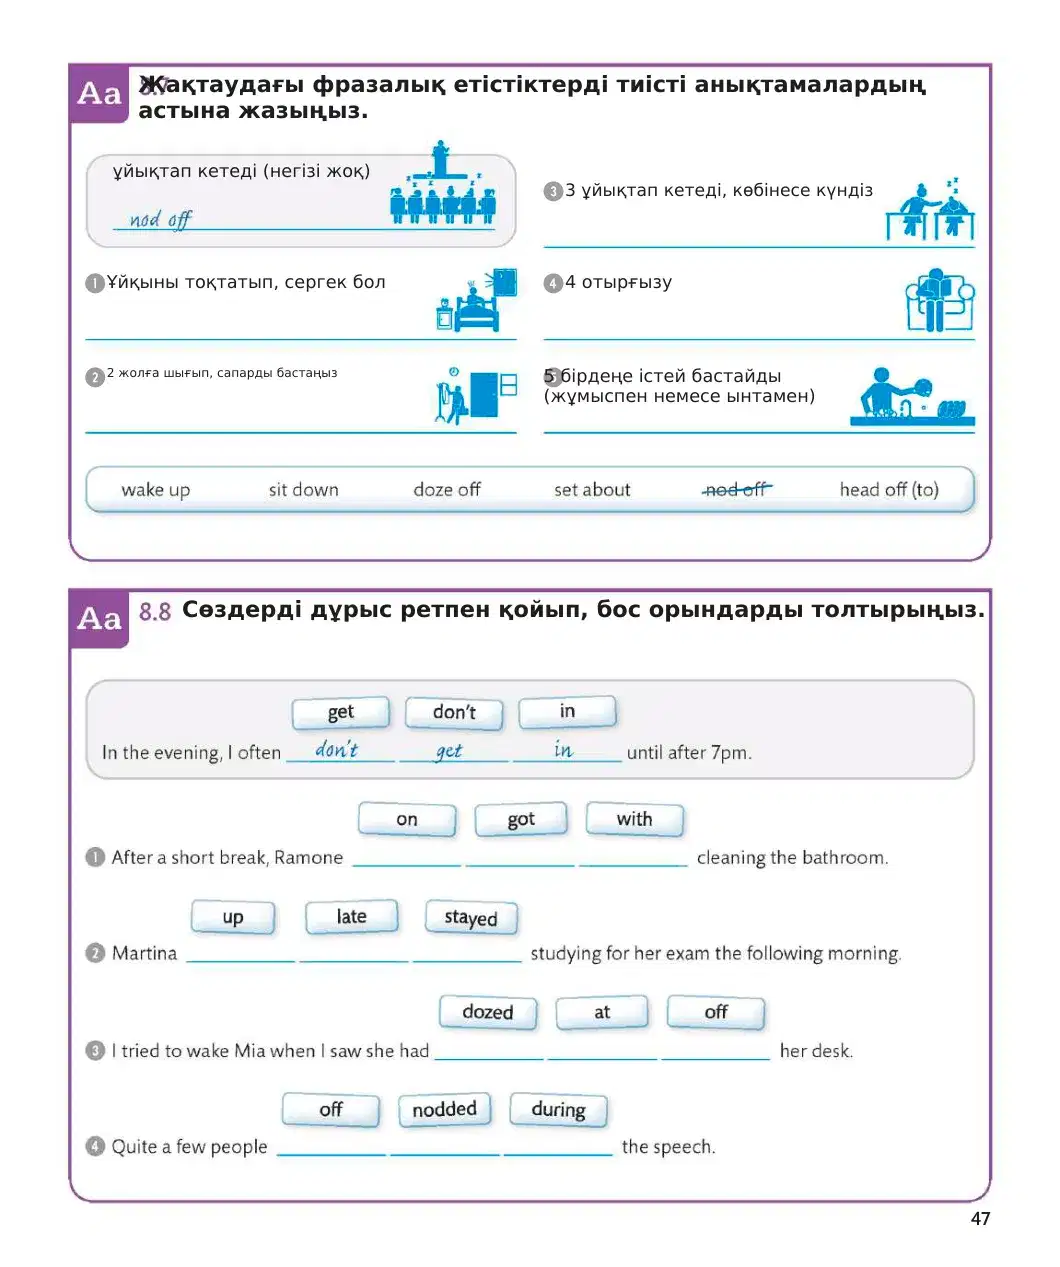 Aa
8.7 Жақтаудағы фразалық етістіктерді тиісті анықтамалардың
астына жазыңыз.
ұйықтап кетеді (негізі жоқ)
nod off
1 Ұйқыны тоқтатып, сергек бол
2 2 жолға шығып, сапарды бастаңыз
3 3 ұйықтап кетеді, көбінесе күндіз
4 4 отырғызу
5 5 бірдеңе істей бастайды
(жұмыспен немесе ынтамен)
wake up sit down doze off set about nod off head off (to)
Aa
8.8 Сөздерді дұрыс ретпен қойып, бос орындарды толтырыңыз.
get don't in
In the evening, I often don't get in until after 7pm.
on got with
1 After a short break, Ramone cleaning the bathroom.
up late stayed
2 Martina studying for her exam the following morning.
dozed at off
3 I tried to wake Mia when I saw she had her desk.
off nodded during
4 Quite a few people the speech.
47